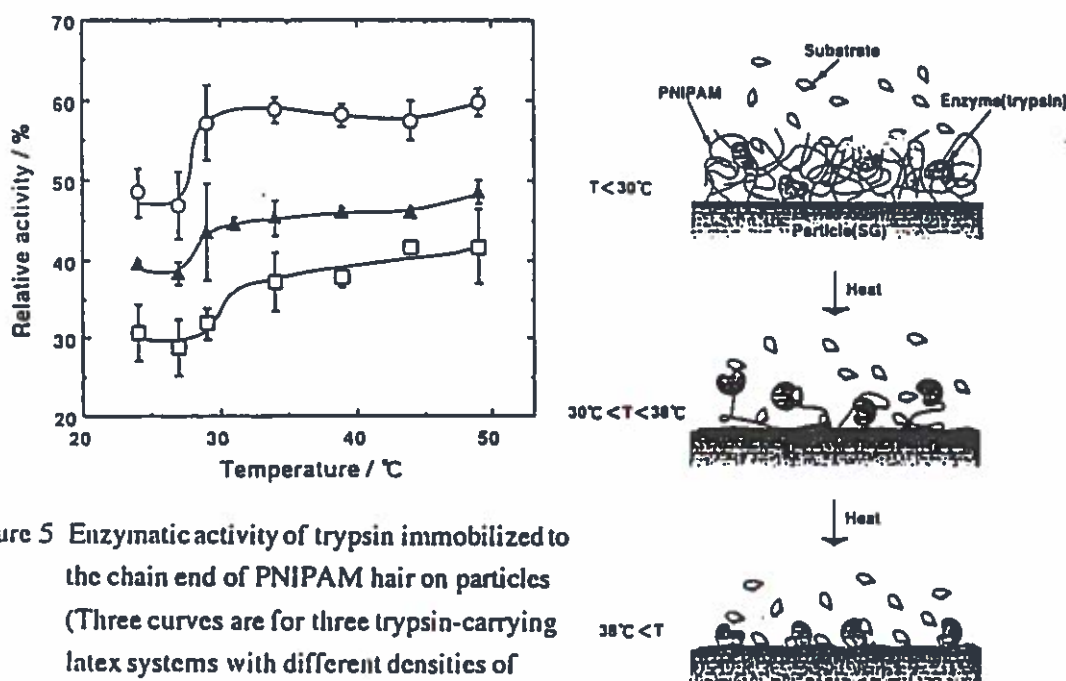 70
60
50
40
30
20
Relative activity / %
20
30
40
50
Temperature / ℃
ure 5 Enzymatic activity of trypsin immobilized to
the chain end of PNIPAM hair on particles
(Three curves are for three trypsin-carrying
latex systems with different densities of
Substrate
PNIPAM
Enzyme(trypsin)
T<30℃
Particle(SG)
Heat
30℃<T<38℃
Heat
38℃<T